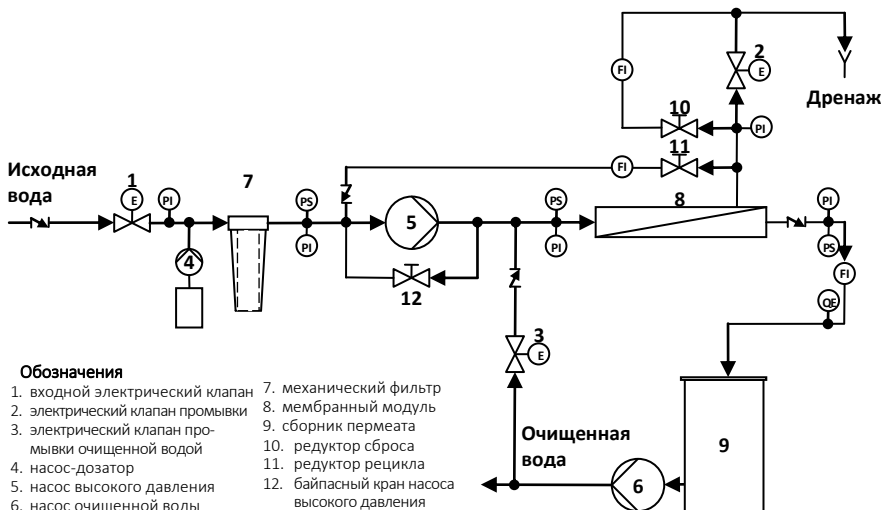 2
FI
E
Дренаж
10
PI
11
Исходная
вода
1
7
FI
E
PI
PS
PS
8
PI
5
4
PI
PI
PS
12
FI
QE
3
E
Обозначения
1. входной электрический клапан
2. электрический клапан промывки
3. электрический клапан про-
мывки очищенной водой
4. насос-дозатор
5. насос высокого давления
6. насос очищенной воды
7. механический фильтр
8. мембранный модуль
9. сборник пермеата
10. редуктор сброса
11. редуктор рецикла
12. байпасный кран насоса
высокого давления
Очищенная
вода
6
9